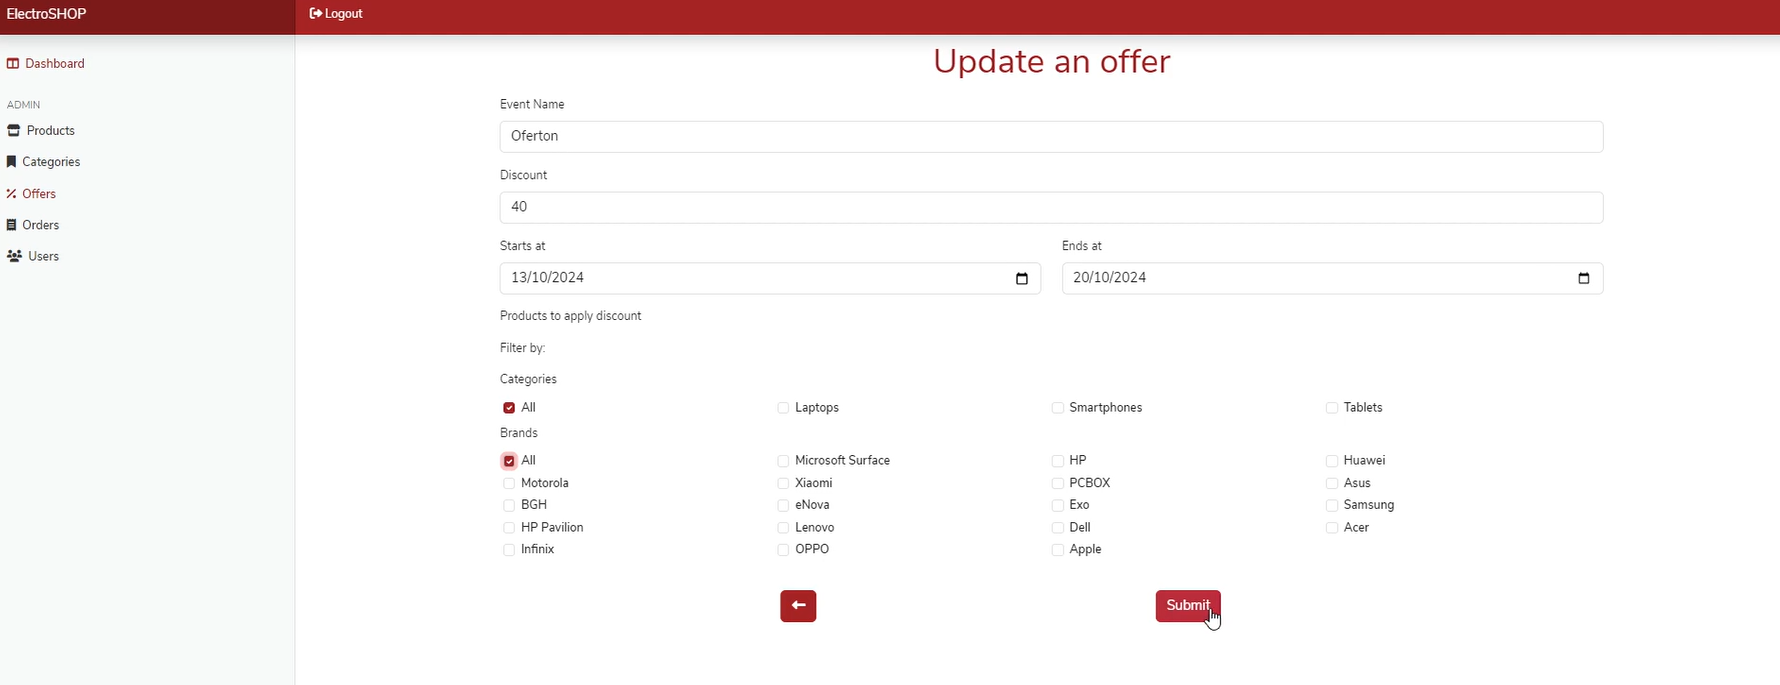 ElectroSHOP
Logout
Dashboard
ADMIN
Products
Categories
Offers
Orders
Users
Update an offer
Event Name
Oferton
Discount
40
Starts at
Ends at
13/10/2024
20/10/2024
Products to apply discount
Filter by:
Categories
All Laptops Smartphones Tablets
Brands
All Microsoft Surface HP Huawei
Motorola Xiaomi PCBOX Asus
BGH eNova Exo Samsung
HP Pavilion Lenovo Dell Acer
Infinix OPPO Apple
Submit